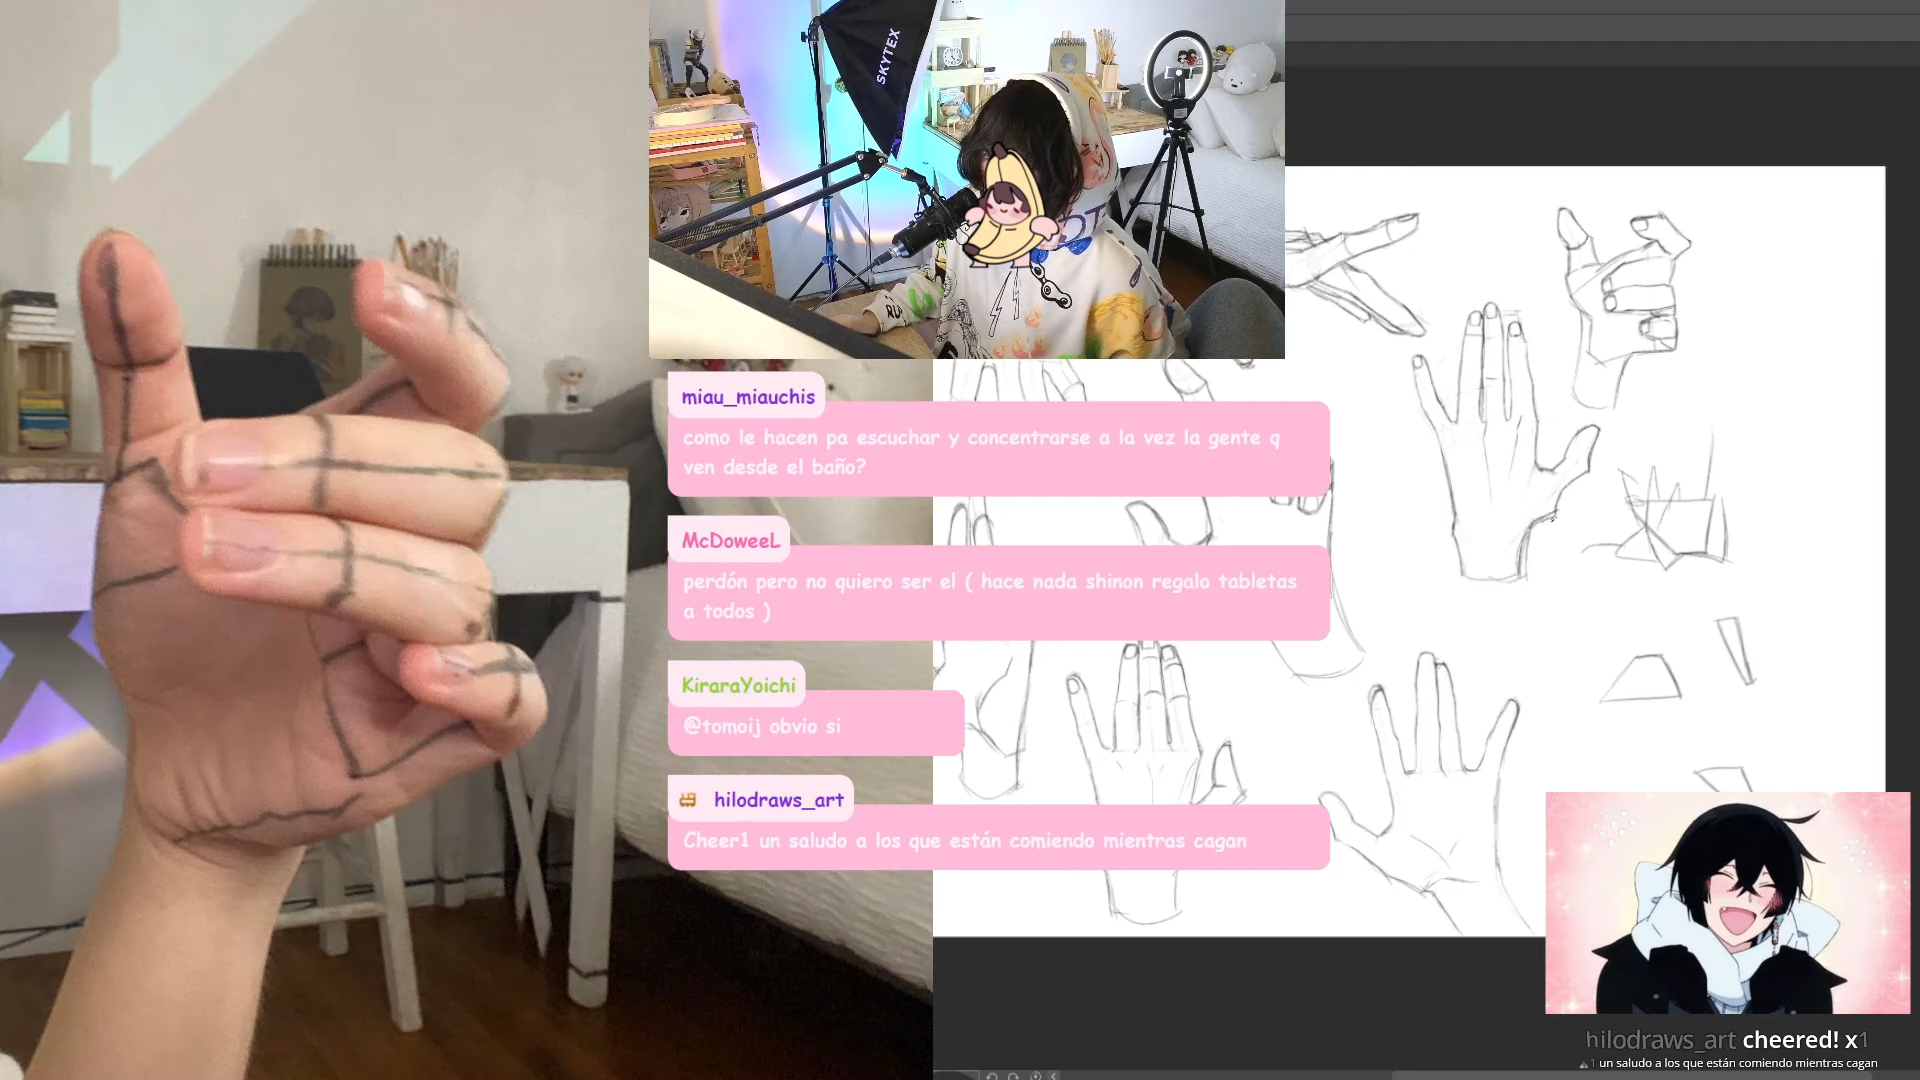 SKYTEX
miau_miauchis
como le hacen pa escuchar y concentrarse a la vez la gente q
ven desde el baño?
McDoweeL
perdón pero no quiero ser el ( hace nada shinon regalo tabletas
a todos )
KiraraYoichi
@tomoij obvio si
hilodraws_art
Cheer1 un saludo a los que están comiendo mientras cagan
hilodraws_art cheered! x1
1 un saludo a los que están comiendo mientras cagan